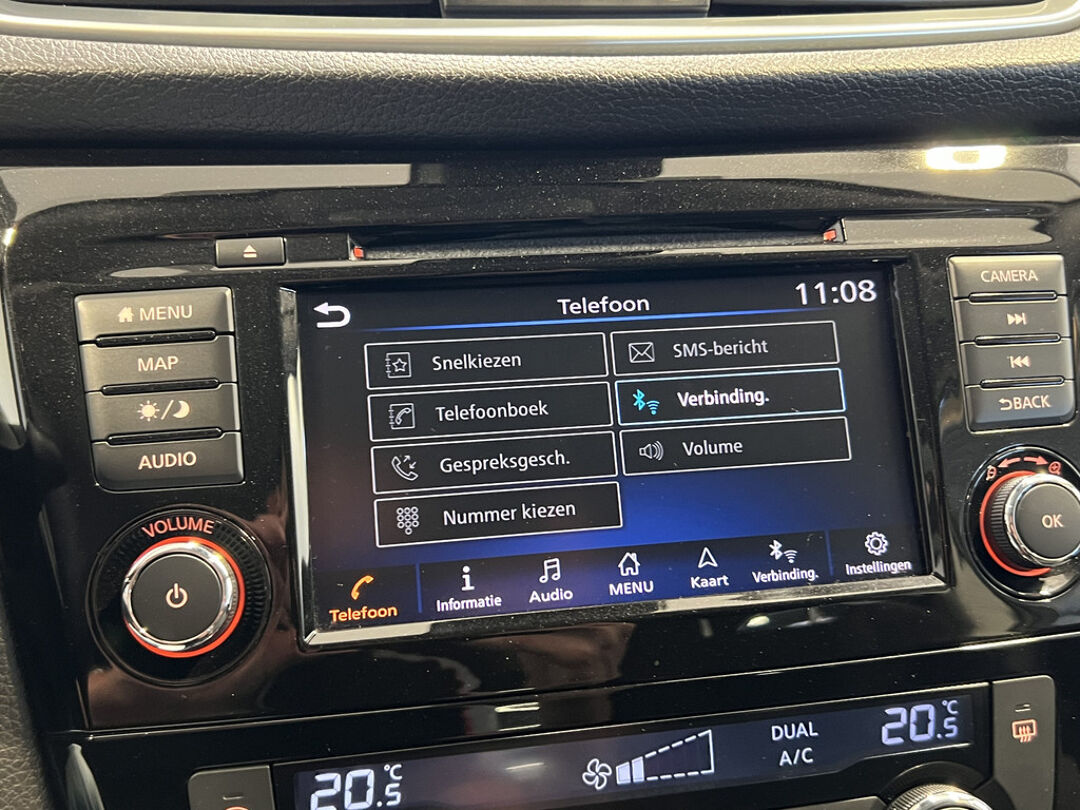 MENU
MAP
AUDIO
VOLUME
Telefoon
11:08
Snelkiezen
SMS-bericht
Telefoonboek
Verbinding.
Gespreksgesch.
Volume
Nummer kiezen
Telefoon
Informatie
Audio
MENU
Kaart
Verbinding.
Instellingen
CAMERA
BACK
OK
20.5 °C
DUAL
A/C
20.5 °C